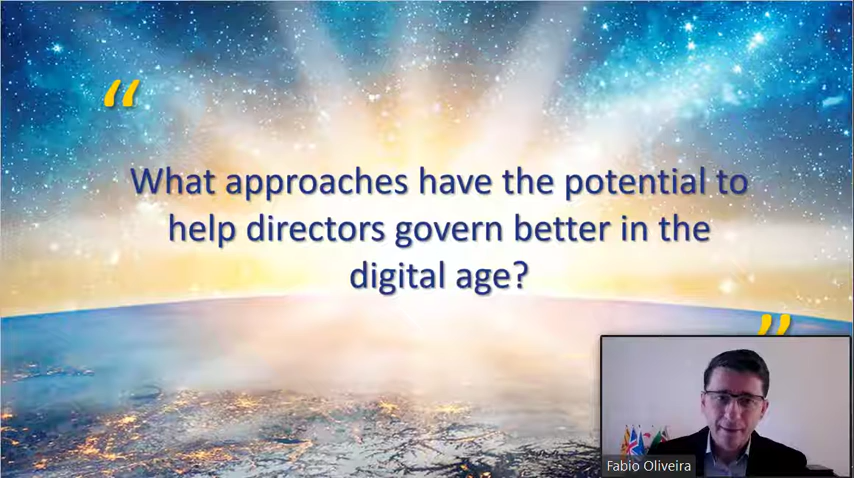 “
What approaches have the potential to
help directors govern better in the
digital age?
”
Fabio Oliveira